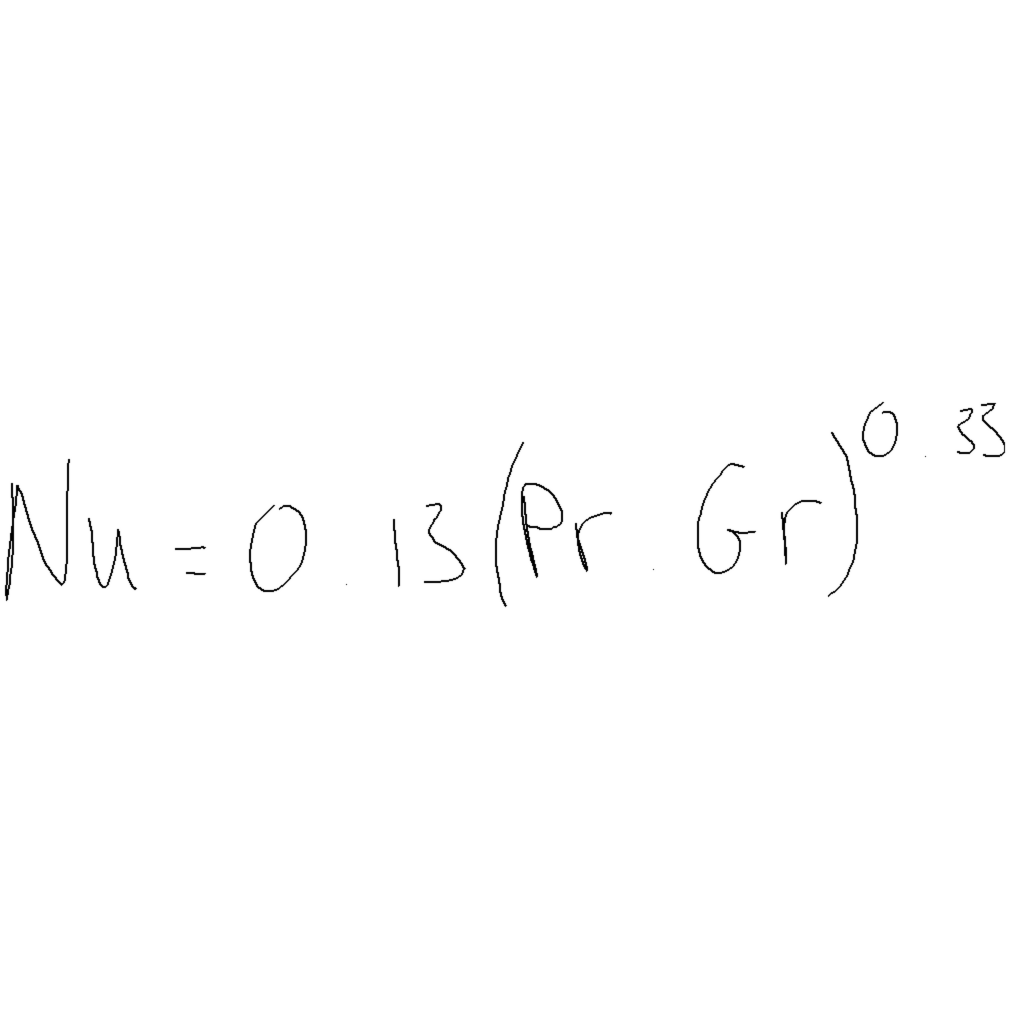 Nu = 0.13(Pr . Gr)^0.33